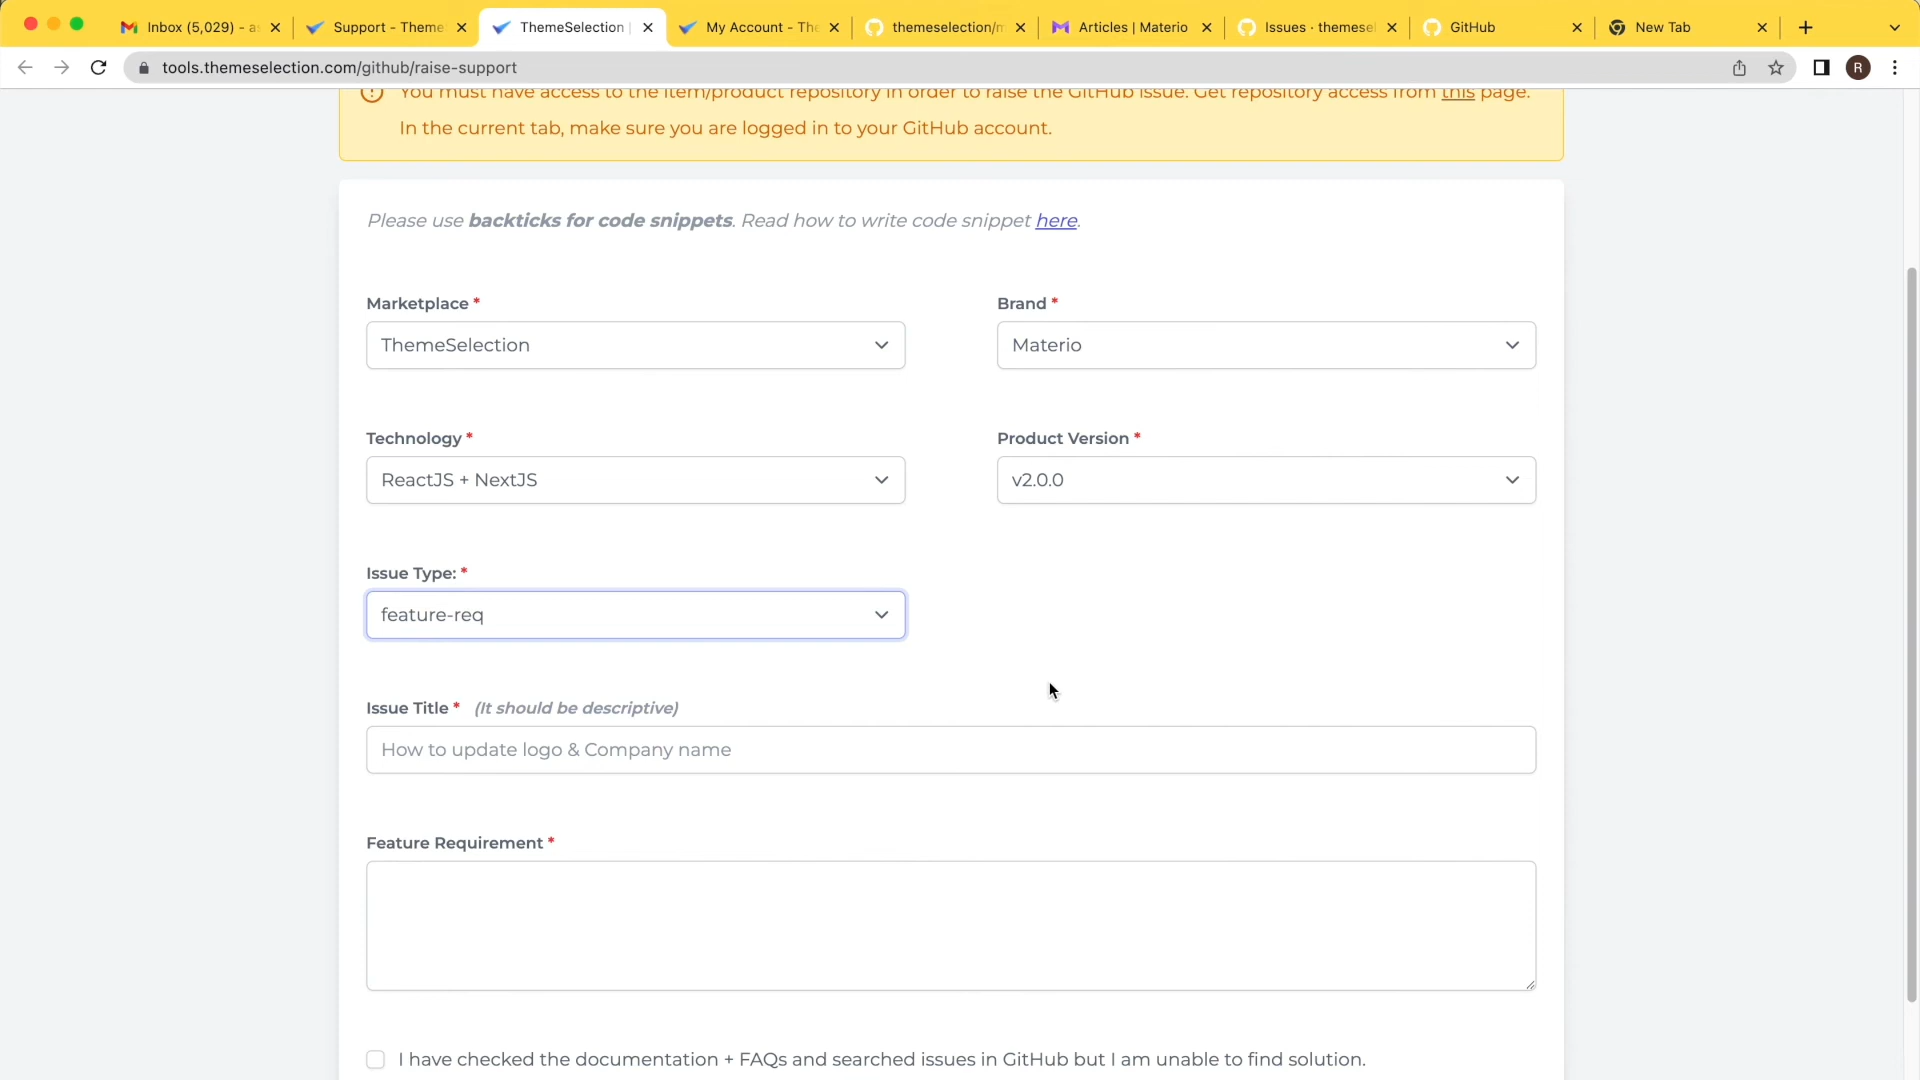 Inbox (5,029) - a
Support - Theme
ThemeSelection |
My Account - The
themeselection/m
Articles | Materio
Issues · themesel
GitHub
New Tab
tools.themeselection.com/github/raise-support
R
You must have access to the item/product repository in order to raise the GitHub issue. Get repository access from this page.
In the current tab, make sure you are logged in to your GitHub account.
Please use backticks for code snippets. Read how to write code snippet here.
Marketplace * Brand *
ThemeSelection Materio
Technology * Product Version *
ReactJS + NextJS v2.0.0
Issue Type: *
feature-req
Issue Title * (It should be descriptive)
How to update logo & Company name
Feature Requirement *
I have checked the documentation + FAQs and searched issues in GitHub but I am unable to find solution.